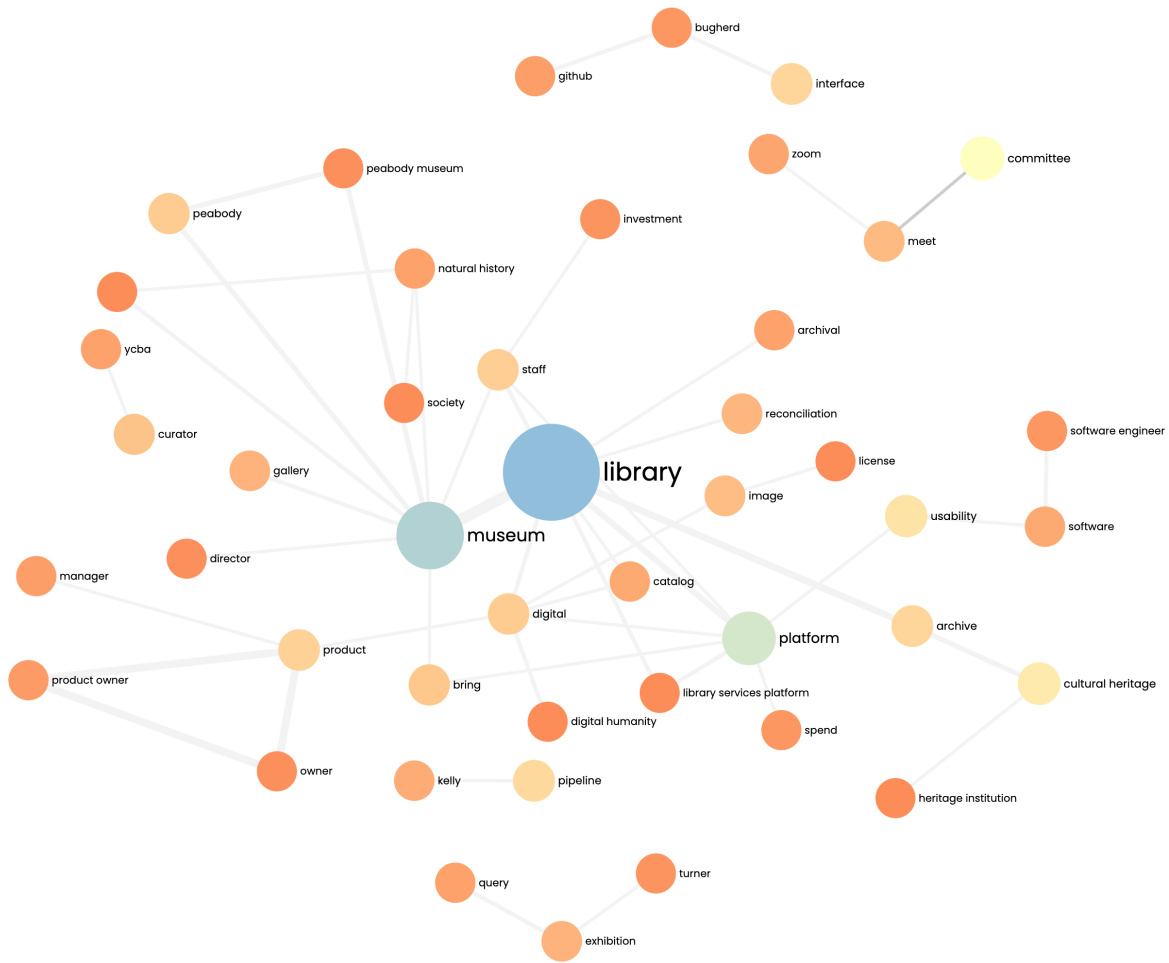 bugherd
github
interface
zoom
committee
peabody museum
peabody
investment
meet
natural history
archival
ycba
staff
society
reconciliation
curator
software engineer
gallery
library
license
image
usability
software
museum
director
manager
catalog
digital
archive
platform
product
product owner
bring
cultural heritage
library services platform
digital humanity
spend
owner
kelly
pipeline
heritage institution
turner
query
exhibition